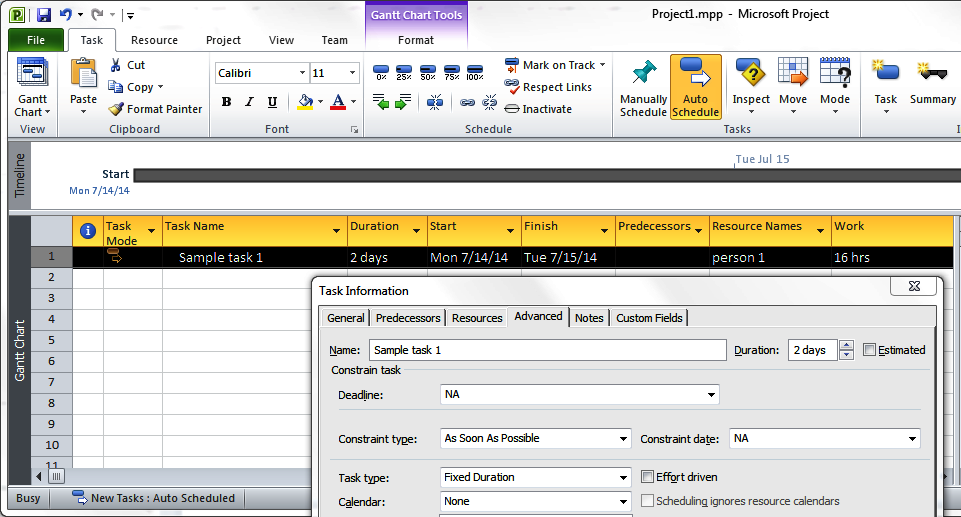 Project1.mpp - Microsoft Project
Gantt Chart Tools
File Task Resource Project View Team Format
Gantt Chart
View
Paste
Cut
Copy
Format Painter
Clipboard
Calibri 11
B I U A
Font
0% 25% 50% 75% 100%
Mark on Track
Respect Links
Inactivate
Schedule
Manually Schedule
Auto Schedule
Inspect
Move
Mode
Tasks
Task
Summary
Timeline
Tue Jul 15
Start
Mon 7/14/14
Gantt Chart
Task Mode Task Name Duration Start Finish Predecessors Resource Names Work
1 Sample task 1 2 days Mon 7/14/14 Tue 7/15/14 person 1 16 hrs
2
3
4
5
6
7
8
9
10
11
Task Information
General Predecessors Resources Advanced Notes Custom Fields
Name: Sample task 1 Duration: 2 days Estimated
Constrain task
Deadline: NA
Constraint type: As Soon As Possible Constraint date: NA
Task type: Fixed Duration Effort driven
Calendar: None Scheduling ignores resource calendars
Busy New Tasks : Auto Scheduled